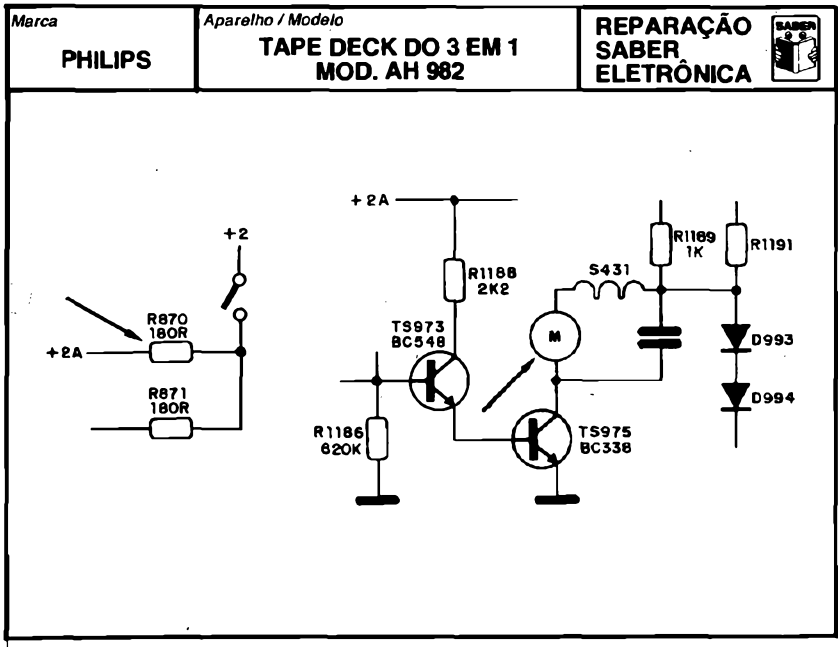 Marca
PHILIPS
Aparelho / Modelo
TAPE DECK DO 3 EM 1
MOD. AH 982
REPARAÇÃO
SABER
ELETRÔNICA
SABER
+2
R870
180R
+2A
R871
180R
+2A
R1188
2K2
TS973
BC548
R1186
820K
M
S431
R1189
1K
R1191
D993
D994
TS975
BC338